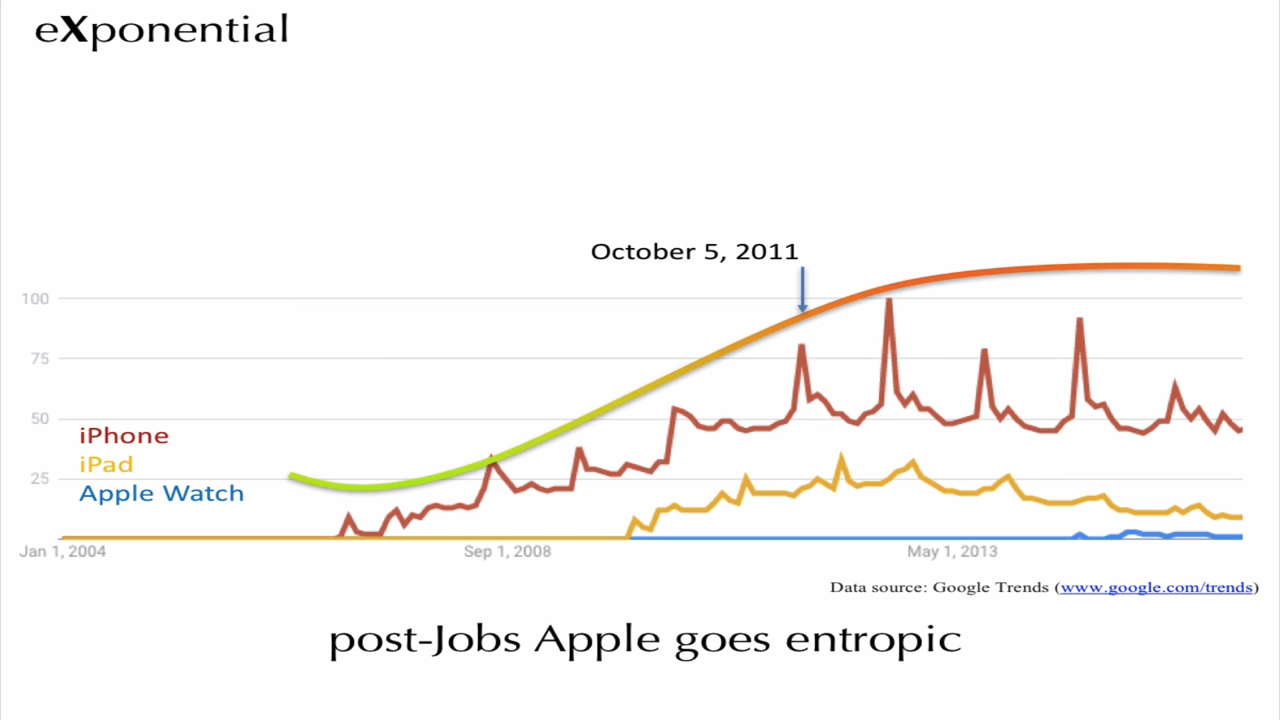 eXponential
October 5, 2011
100
75
50
25
iPhone
iPad
Apple Watch
Jan 1, 2004
Sep 1, 2008
May 1, 2013
Data source: Google Trends (www.google.com/trends)
post-Jobs Apple goes entropic